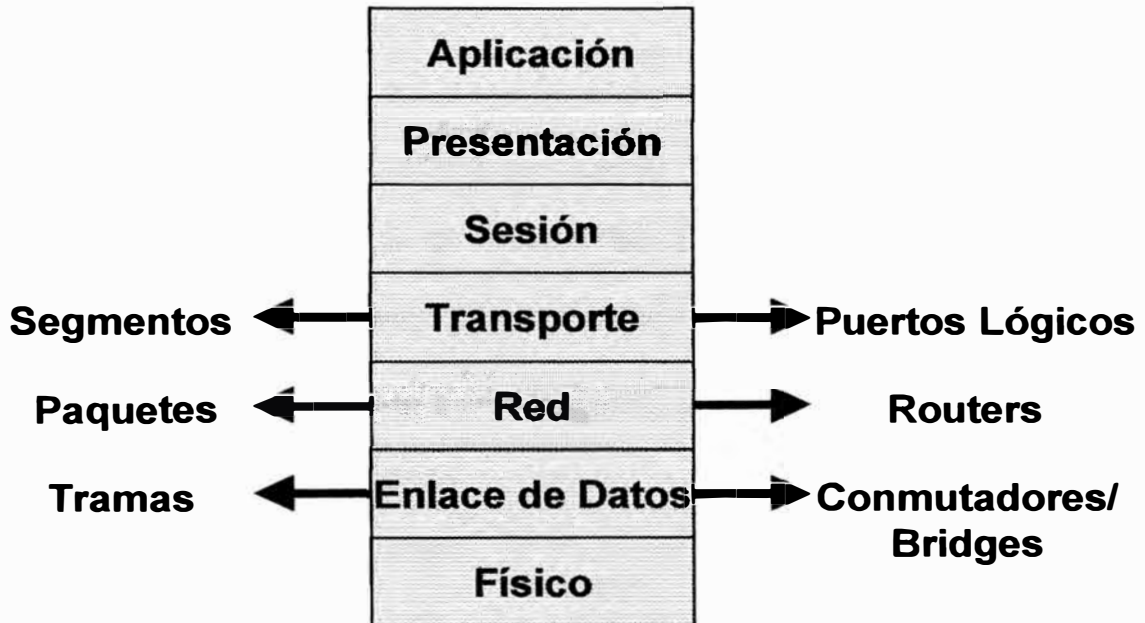 Aplicación
Presentación
Sesión
Segmentos
Transporte
Puertos Lógicos
Paquetes
Red
Routers
Tramas
Enlace de Datos
Conmutadores/
Bridges
Físico